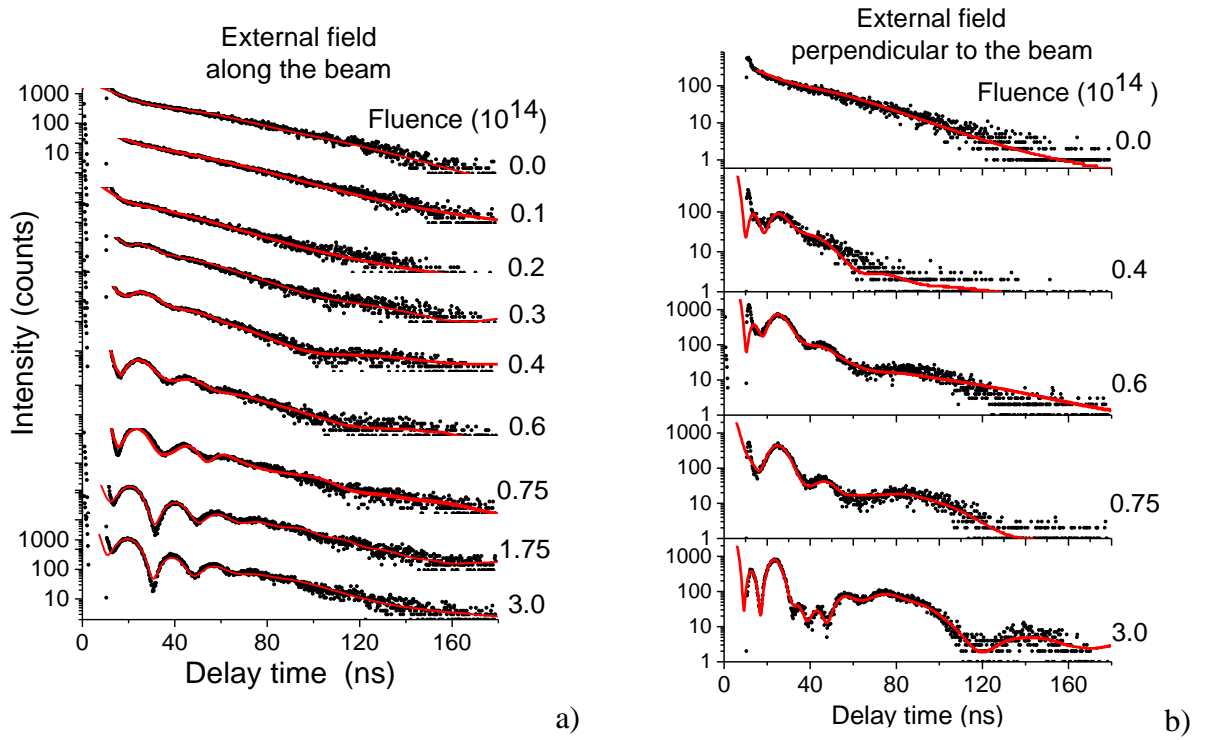 External field
along the beam
Fluence (10^14)
Intensity (counts)
1000
100
10
0.0
0.1
0.2
0.3
0.4
0.6
0.75
1.75
1000
100
10
3.0
0 40 80 120 160
Delay time (ns)
a)
External field
perpendicular to the beam
Fluence (10^14 )
100
10
1
0.0
100
10
1
0.4
1000
100
10
1
0.6
1000
100
10
1
0.75
1000
100
10
1
3.0
0 40 80 120 160
Delay time (ns)
b)